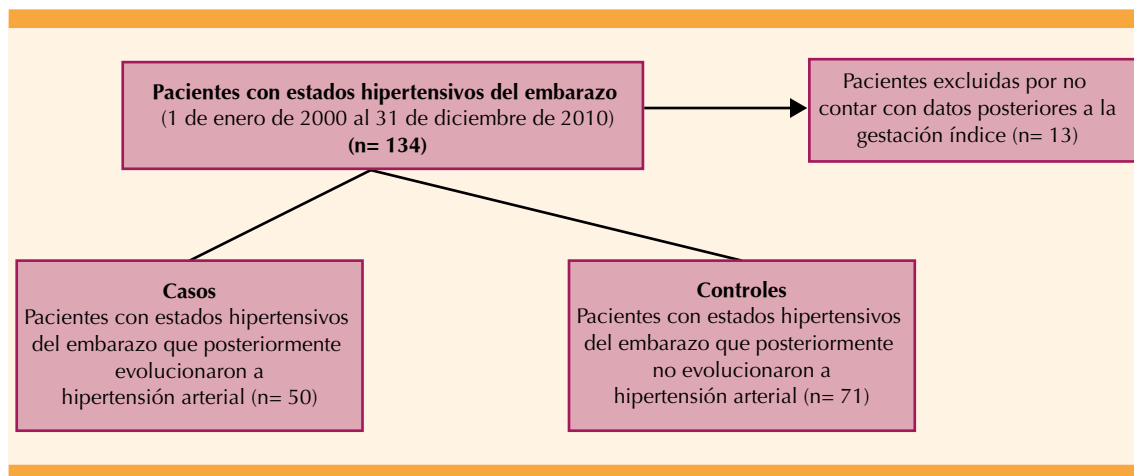 Pacientes con estados hipertensivos del embarazo
(1 de enero de 2000 al 31 de diciembre de 2010)
(n= 134)
Pacientes excluidas por no
contar con datos posteriores a la
gestación índice (n= 13)
Casos
Pacientes con estados hipertensivos
del embarazo que posteriormente
evolucionaron a
hipertensión arterial (n= 50)
Controles
Pacientes con estados hipertensivos
del embarazo que posteriormente
no evolucionaron a
hipertensión arterial (n= 71)